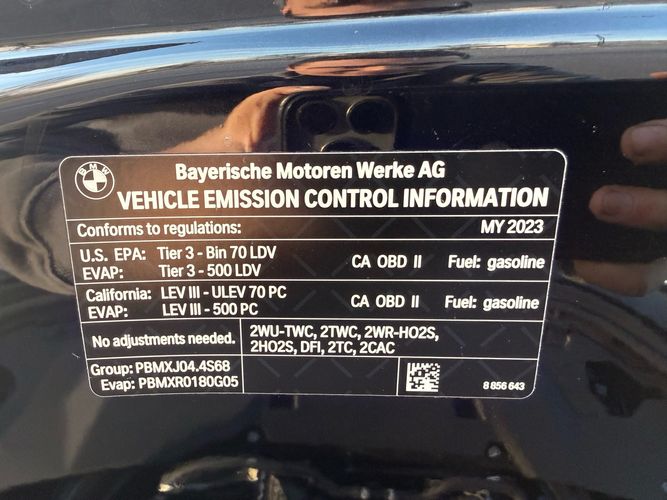 BMW
Bayerische Motoren Werke AG
VEHICLE EMISSION CONTROL INFORMATION
Conforms to regulations: MY 2023
U.S. EPA: Tier 3 - Bin 70 LDV CA OBD II Fuel: gasoline
EVAP: Tier 3 - 500 LDV
California: LEV III - ULEV 70 PC CA OBD II Fuel: gasoline
EVAP: LEV III - 500 PC
No adjustments needed. 2WU-TWC, 2TWC, 2WR-HO2S,
2HO2S, DFI, 2TC, 2CAC
Group: PBMXJ04.4S68
Evap: PBMXR0180G05
8 856 643